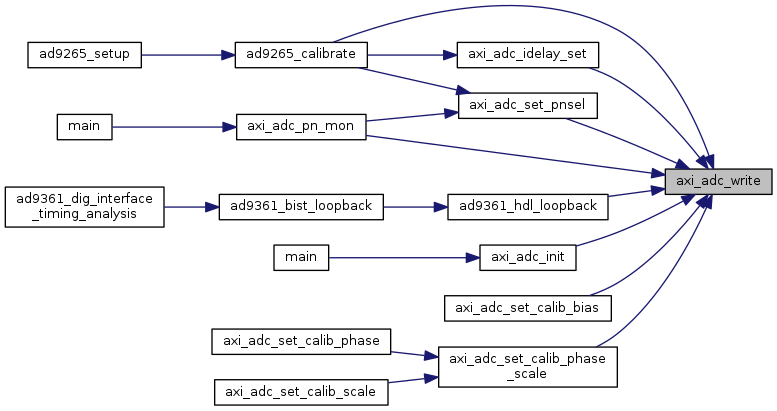 ad9265_setup
ad9265_calibrate
axi_adc_idelay_set
axi_adc_set_pnsel
main
axi_adc_pn_mon
axi_adc_write
ad9361_dig_interface
_timing_analysis
ad9361_bist_loopback
ad9361_hdl_loopback
main
axi_adc_init
axi_adc_set_calib_bias
axi_adc_set_calib_phase
axi_adc_set_calib_phase
_scale
axi_adc_set_calib_scale